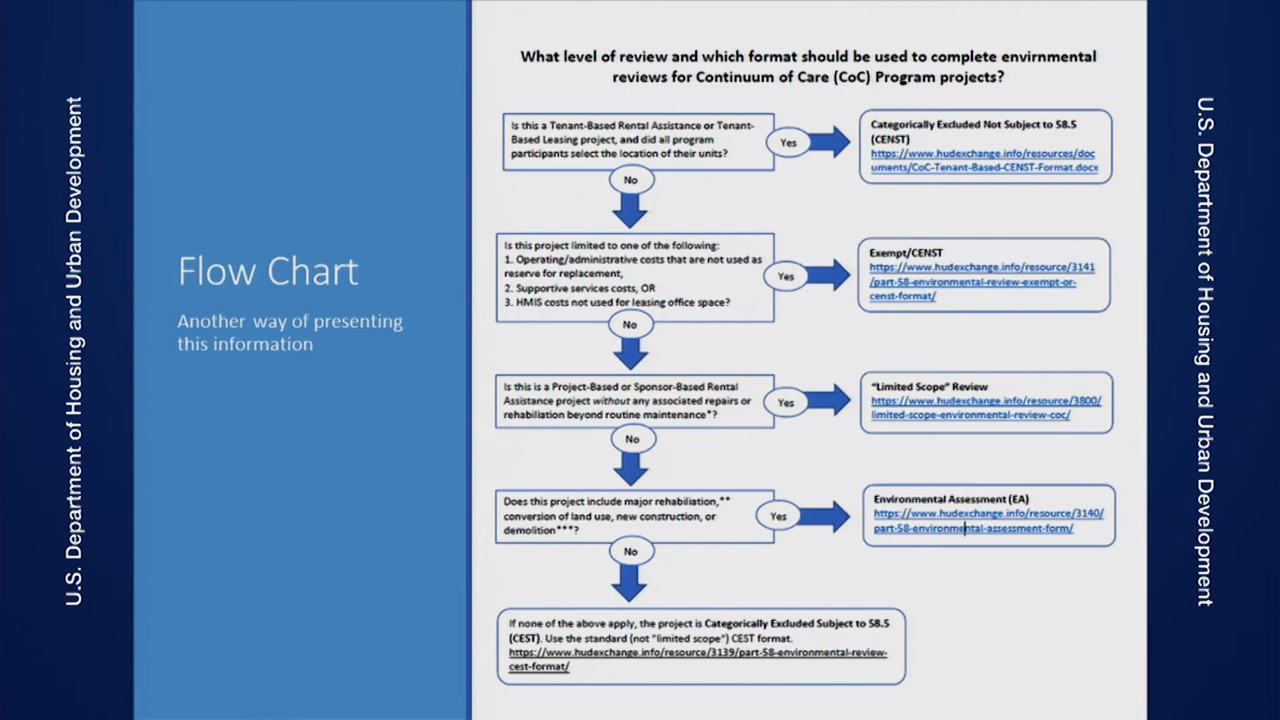 U.S. Department of Housing and Urban Development
Flow Chart
Another way of presenting
this information
What level of review and which format should be used to complete envirnmental
reviews for Continuum of Care (CoC) Program projects?
Is this a Tenant-Based Rental Assistance or Tenant-
Based Leasing project, and did all program
participants select the location of their units?
Yes
Categorically Excluded Not Subject to 58.5
(CENST)
https://www.hudexchange.info/resources/doc
uments/CoC-Tenant-Based-CENST-Format.docx
No
Is this project limited to one of the following:
1. Operating/administrative costs that are not used as
reserve for replacement,
2. Supportive services costs, OR
3. HMIS costs not used for leasing office space?
Yes
Exempt/CENST
https://www.hudexchange.info/resource/3141
/part-58-environmental-review-exempt-or-
censt-format/
No
Is this is a Project-Based or Sponsor-Based Rental
Assistance project without any associated repairs or
rehabiliation beyond routine maintenance*?
Yes
"Limited Scope" Review
https://www.hudexchange.info/resource/3800/
limited-scope-environmental-review-coc/
No
Does this project include major rehabiliation,**
conversion of land use, new construction, or
demolition***?
Yes
Environmental Assessment (EA)
https://www.hudexchange.info/resource/3140/
part-58-environmental-assessment-form/
No
If none of the above apply, the project is Categorically Excluded Subject to 58.5
(CEST). Use the standard (not "limited scope") CEST format.
https://www.hudexchange.info/resource/3139/part-58-environmental-review-
cest-format/
U.S. Department of Housing and Urban Development